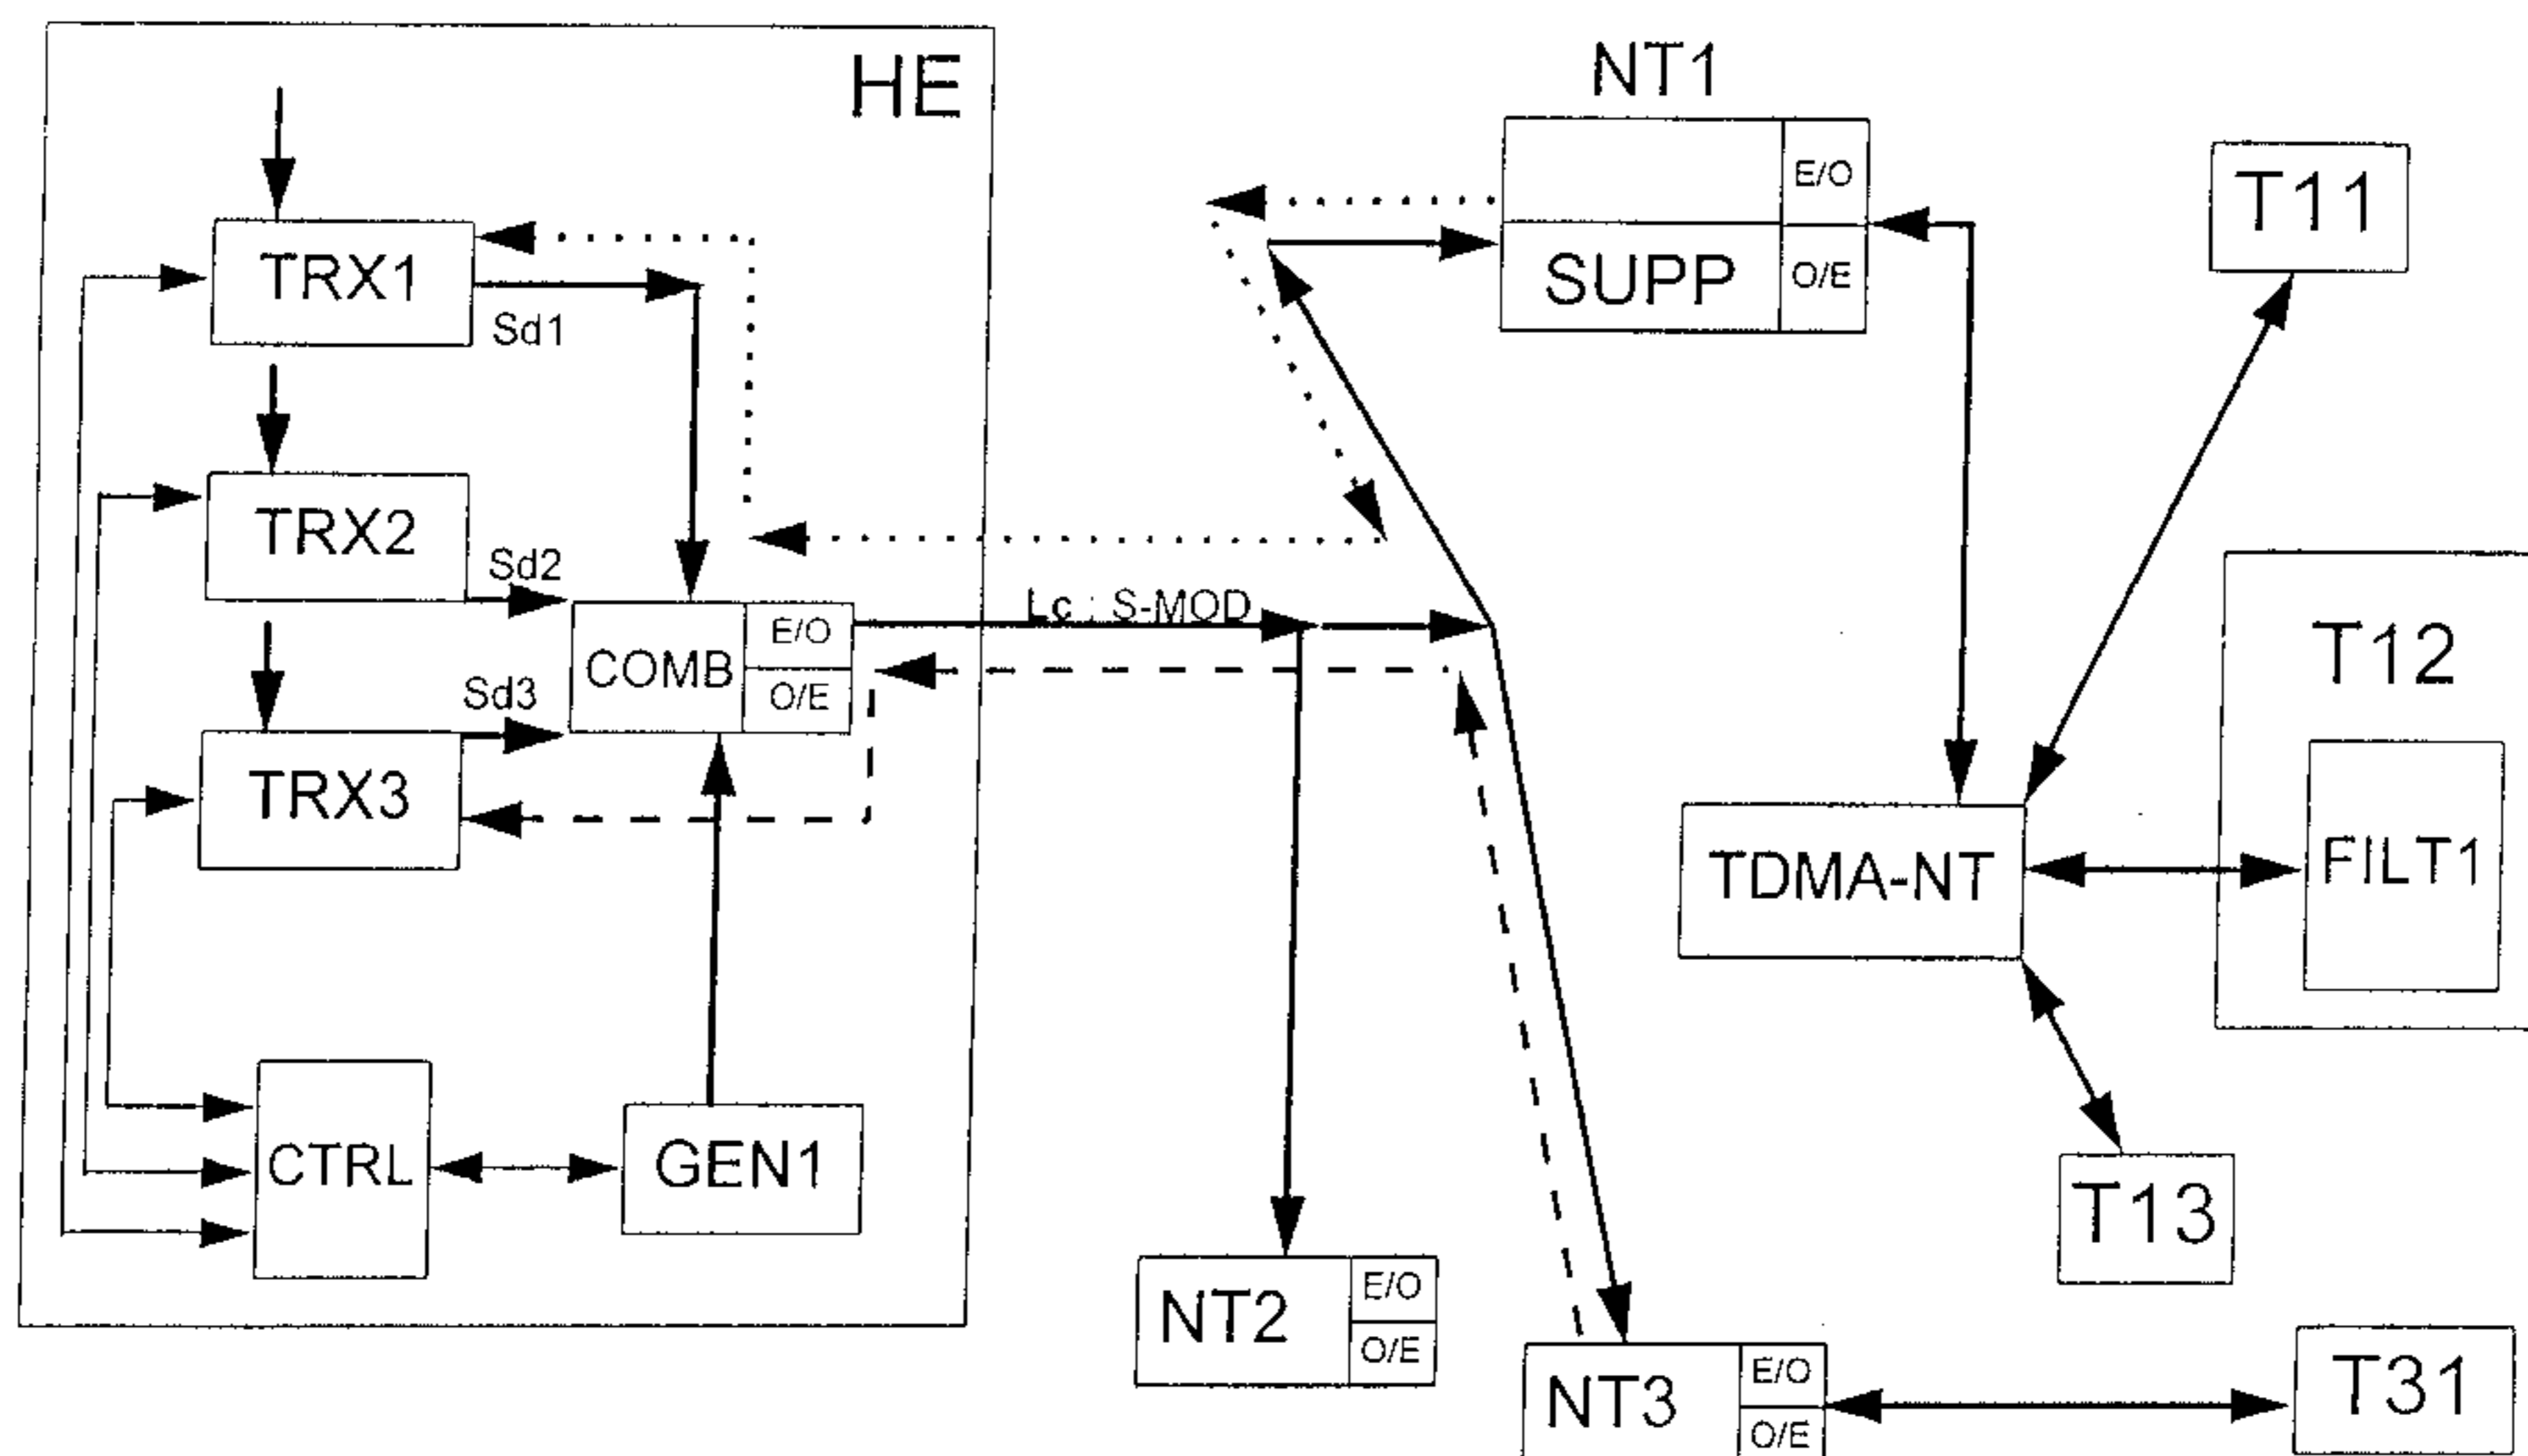 HE
NT1
E/O
T11
TRX1
SUPP
O/E
Sd1
TRX2
Sd2
Lc : S-MOD
E/O
COMB
T12
O/E
Sd3
TRX3
TDMA-NT
FILT1
CTRL
GEN1
T13
NT2
E/O
O/E
NT3
E/O
O/E
T31